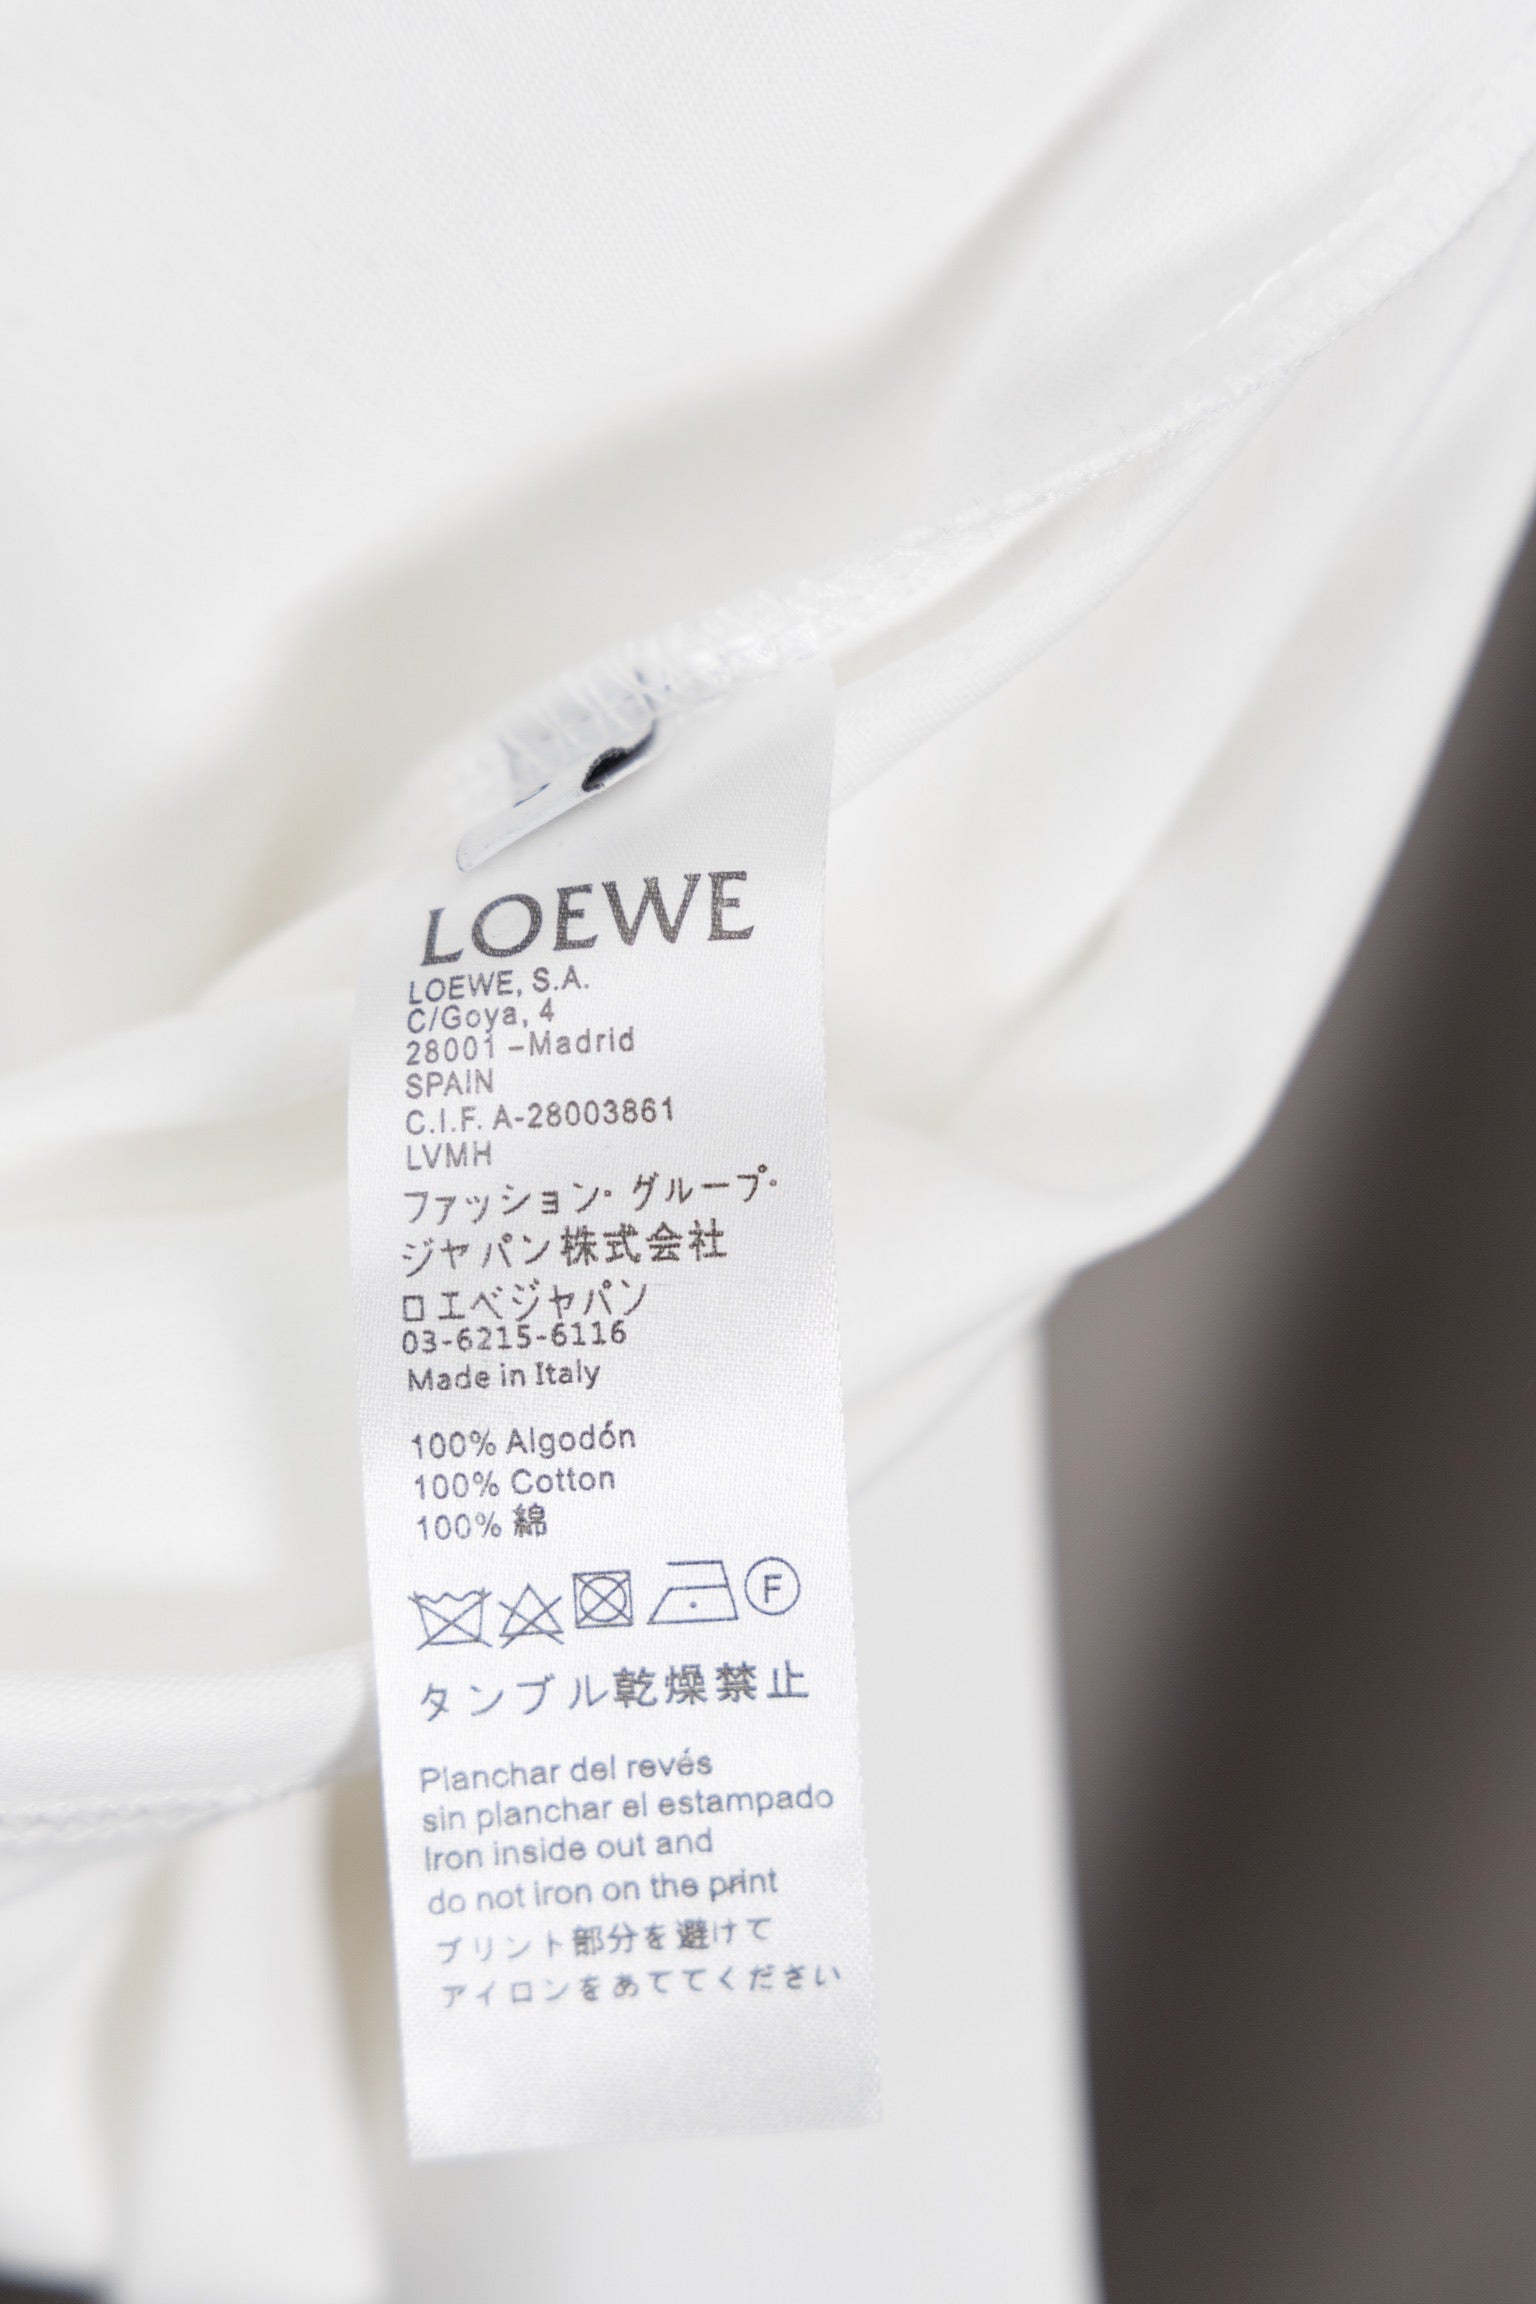 LOEWE
LOEWE, S.A.
C/Goya, 4
28001 –Madrid
SPAIN
C.I.F. A-28003861
LVMH
ファッション・グループ・
ジャパン株式会社
ロエベジャパン
03-6215-6116
Made in Italy
100% Algodón
100% Cotton
100% 綿
F
タンブル乾燥禁止
Planchar del revés
sin planchar el estampado
Iron inside out and
do not iron on the print
プリント部分を避けて
アイロンをあててください